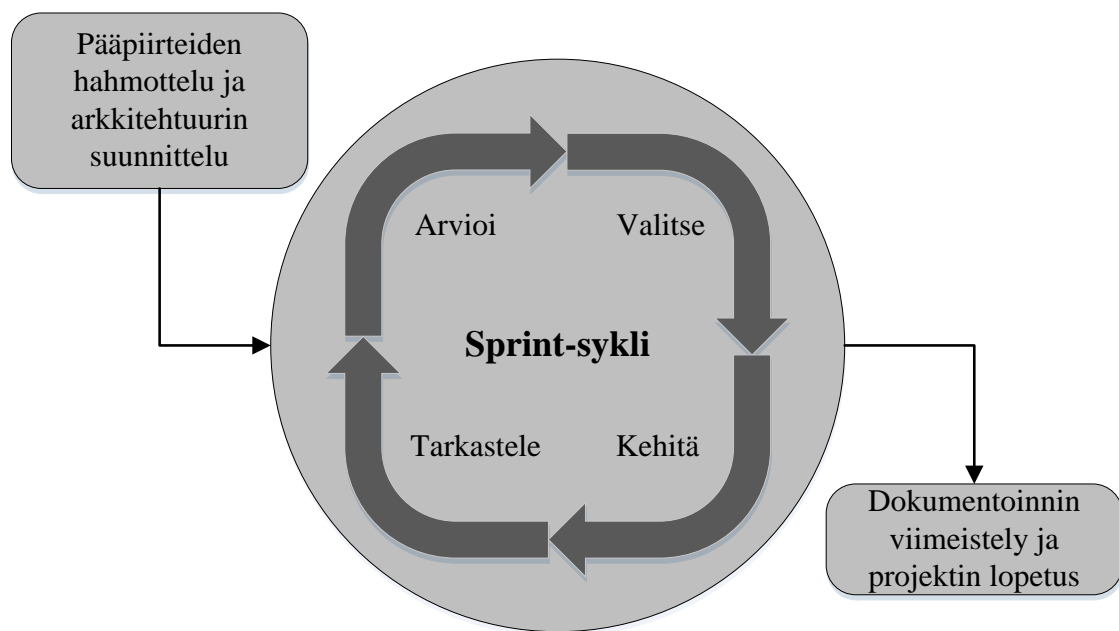 Pääpiirteiden
hahmottelu ja
arkkitehtuurin
suunnittelu
Arvioi
Valitse
Sprint-sykli
Tarkastele
Kehitä
Dokumentoinnin
viimeistely ja
projektin lopetus